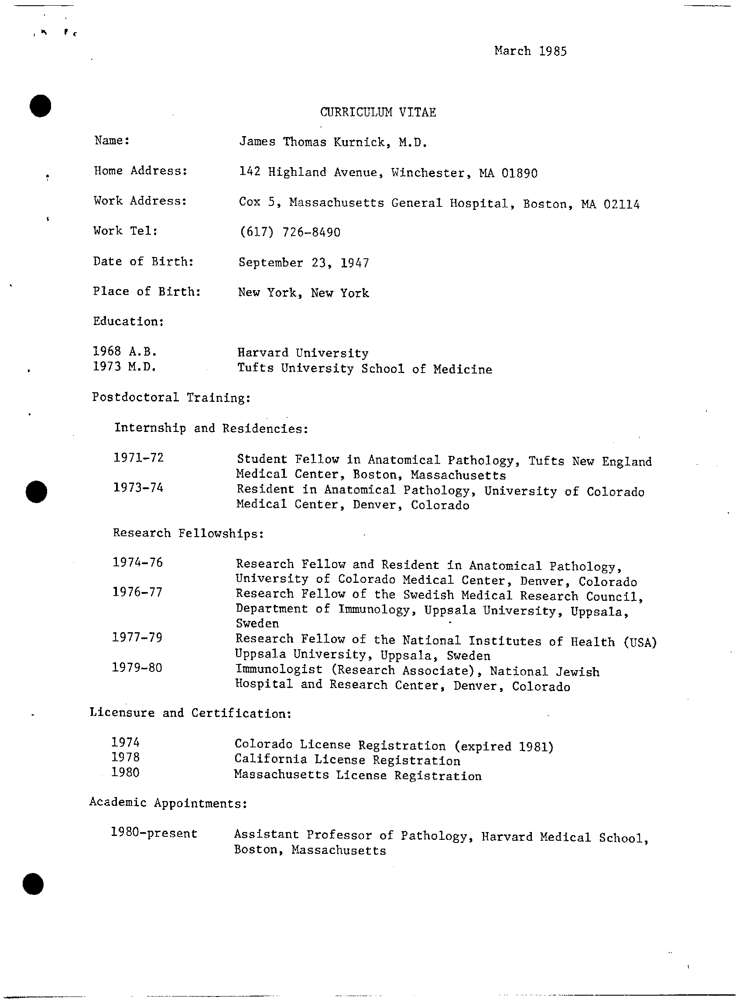 March 1985
CURRICULUM VITAE
Name: James Thomas Kurnick, M.D.
Home Address: 142 Highland Avenue, Winchester, MA 01890
Work Address: Cox 5, Massachusetts General Hospital, Boston, MA 02114
Work Tel: (617) 726-8490
Date of Birth: September 23, 1947
Place of Birth: New York, New York
Education:
1968 A.B. Harvard University
1973 M.D. Tufts University School of Medicine
Postdoctoral Training:
Internship and Residencies:
1971-72 Student Fellow in Anatomical Pathology, Tufts New England
Medical Center, Boston, Massachusetts
1973-74 Resident in Anatomical Pathology, University of Colorado
Medical Center, Denver, Colorado
Research Fellowships:
1974-76 Research Fellow and Resident in Anatomical Pathology,
University of Colorado Medical Center, Denver, Colorado
1976-77 Research Fellow of the Swedish Medical Research Council,
Department of Immunology, Uppsala University, Uppsala,
Sweden
1977-79 Research Fellow of the National Institutes of Health (USA)
Uppsala University, Uppsala, Sweden
1979-80 Immunologist (Research Associate), National Jewish
Hospital and Research Center, Denver, Colorado
Licensure and Certification:
1974 Colorado License Registration (expired 1981)
1978 California License Registration
1980 Massachusetts License Registration
Academic Appointments:
1980-present Assistant Professor of Pathology, Harvard Medical School,
Boston, Massachusetts